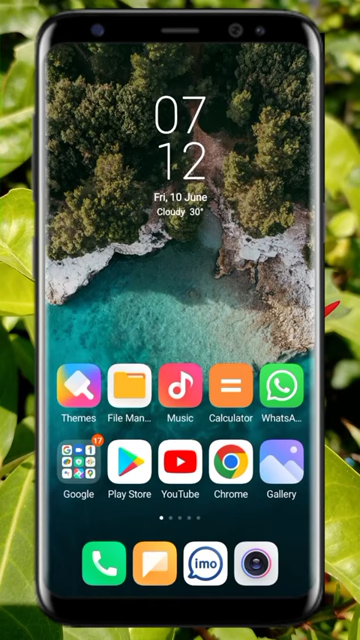 07
12
Fri, 10 June
Cloudy 30°
Themes File Man... Music Calculator WhatsA...
17
Google Play Store YouTube Chrome Gallery
imo